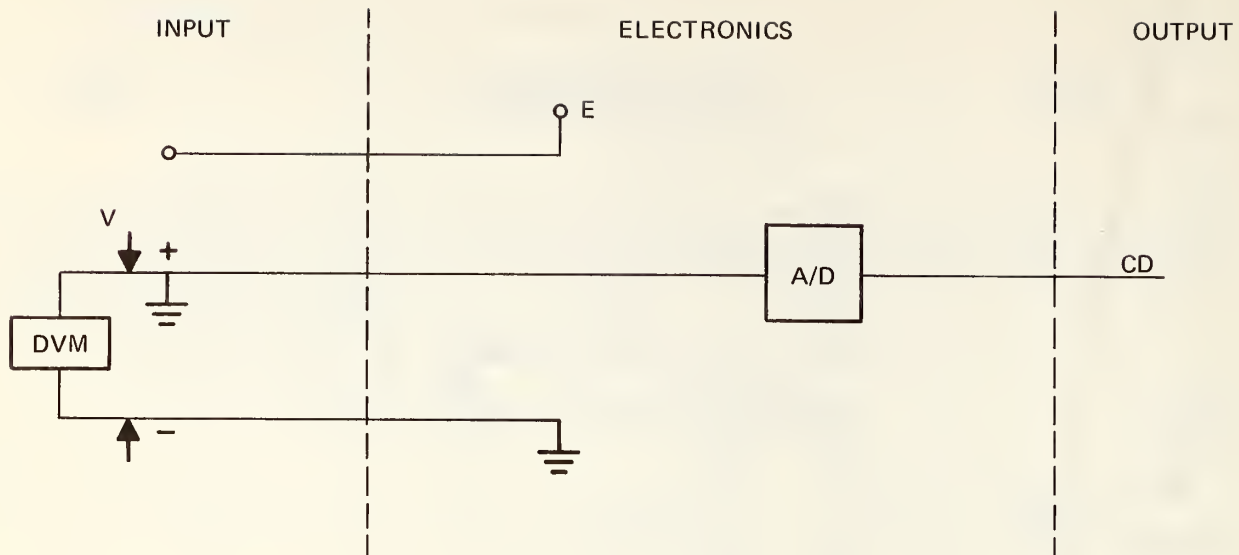 INPUT
ELECTRONICS
OUTPUT
E
V
+
A/D
CD
DVM
−